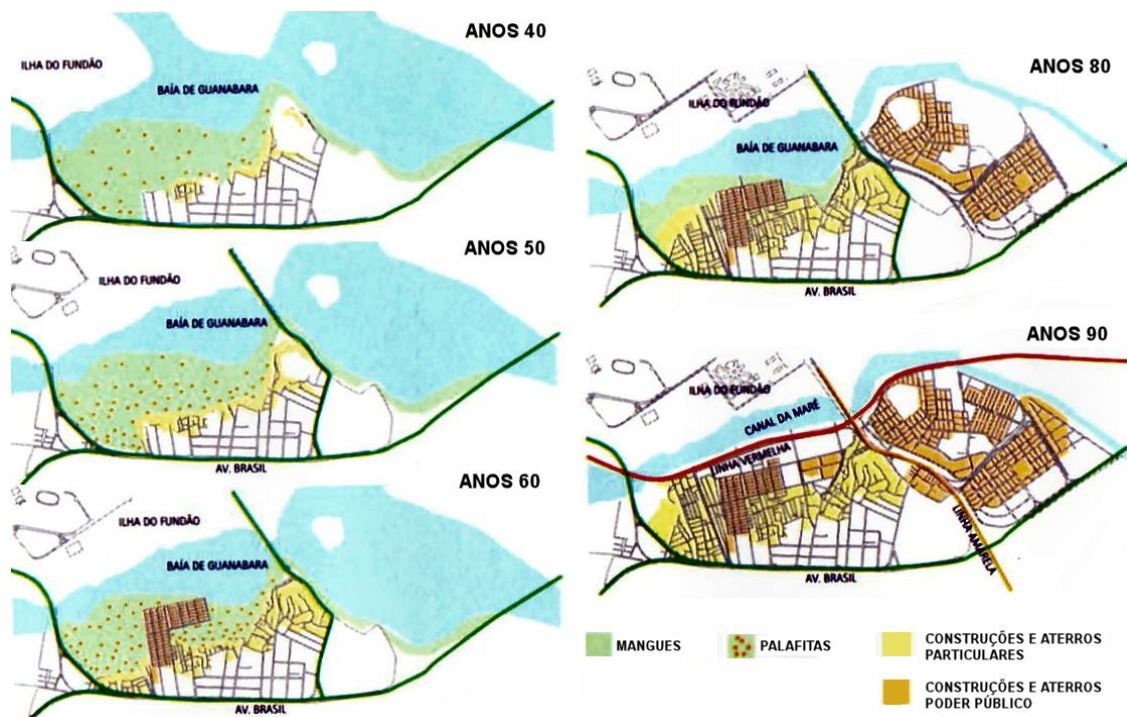 ANOS 40
ILHA DO FUNDÃO
BAÍA DE GUANABARA
ANOS 50
ILHA DO FUNDÃO
BAÍA DE GUANABARA
AV. BRASIL
ANOS 60
ILHA DO FUNDÃO
BAÍA DE GUANABARA
AV. BRASIL
ANOS 80
ILHA DO FUNDÃO
BAÍA DE GUANABARA
AV. BRASIL
ANOS 90
ILHA DO FUNDÃO
CANAL DA MARÉ
LINHA VERMELHA
LINHA AMARELA
AV. BRASIL
MANGUES
PALAFITAS
CONSTRUÇÕES E ATERROS
PARTICULARES
CONSTRUÇÕES E ATERROS
PODER PÚBLICO